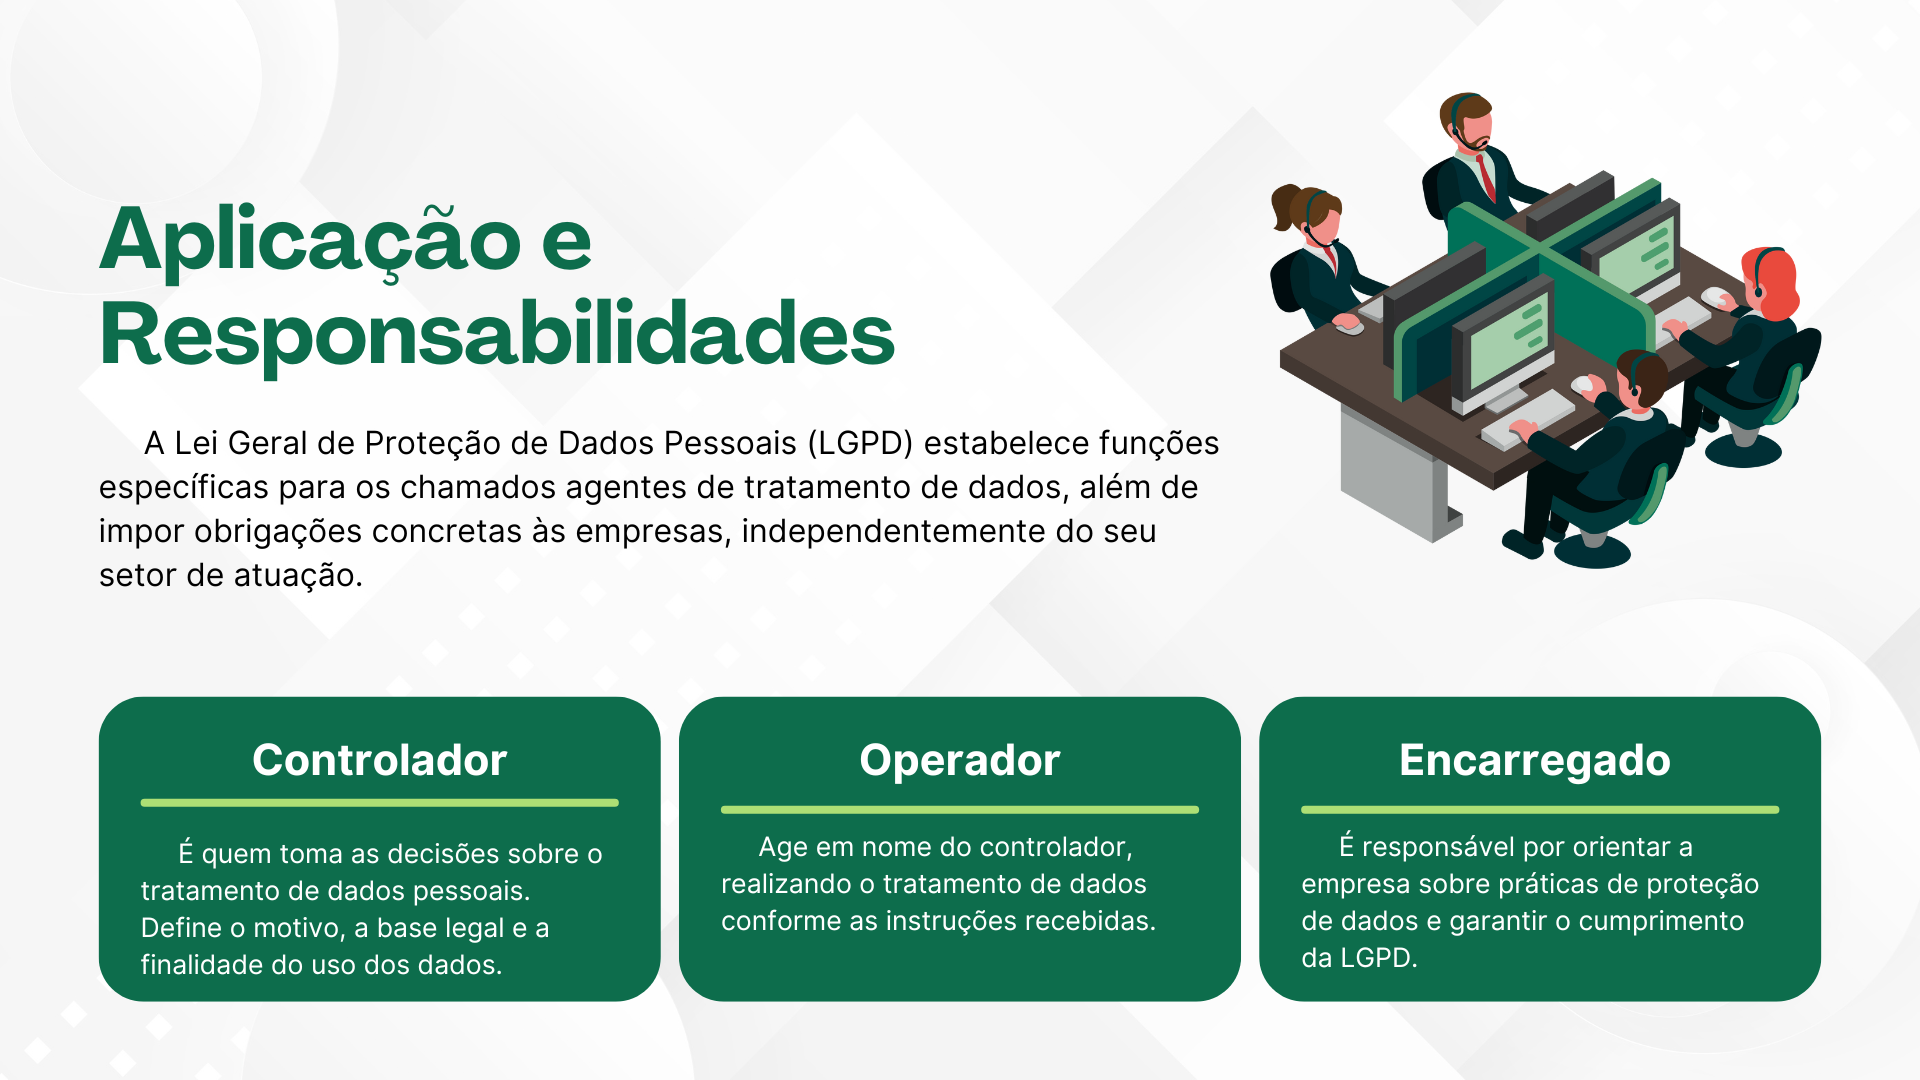 Aplicação e
Responsabilidades
A Lei Geral de Proteção de Dados Pessoais (LGPD) estabelece funções
específicas para os chamados agentes de tratamento de dados, além de
impor obrigações concretas às empresas, independentemente do seu
setor de atuação.
Controlador
É quem toma as decisões sobre o
tratamento de dados pessoais.
Define o motivo, a base legal e a
finalidade do uso dos dados.
Operador
Age em nome do controlador,
realizando o tratamento de dados
conforme as instruções recebidas.
Encarregado
É responsável por orientar a
empresa sobre práticas de proteção
de dados e garantir o cumprimento
da LGPD.